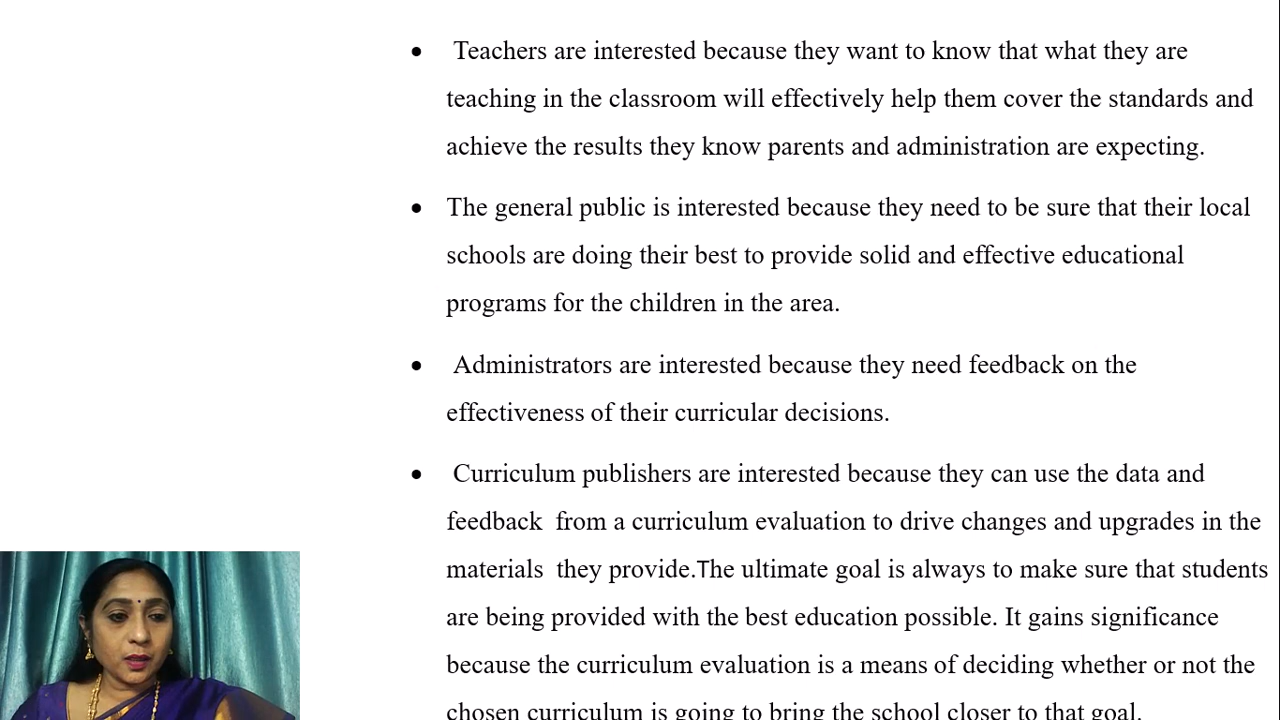 • Teachers are interested because they want to know that what they are
teaching in the classroom will effectively help them cover the standards and
achieve the results they know parents and administration are expecting.
• The general public is interested because they need to be sure that their local
schools are doing their best to provide solid and effective educational
programs for the children in the area.
• Administrators are interested because they need feedback on the
effectiveness of their curricular decisions.
• Curriculum publishers are interested because they can use the data and
feedback  from a curriculum evaluation to drive changes and upgrades in the
materials  they provide.The ultimate goal is always to make sure that students
are being provided with the best education possible. It gains significance
because the curriculum evaluation is a means of deciding whether or not the
chosen curriculum is going to bring the school closer to that goal.